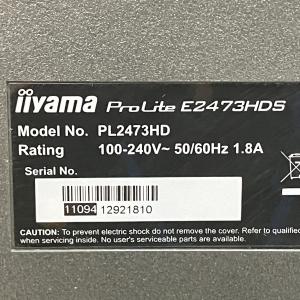 iiyama ProLite E2473HDS
Model No. PL2473HD
Rating 100-240V~ 50/60Hz 1.8A
Serial No.
11094 12921810
CAUTION: To prevent electric shock do not remove the cover. Refer to qualified
when servicing. No user's serviceable parts are available.